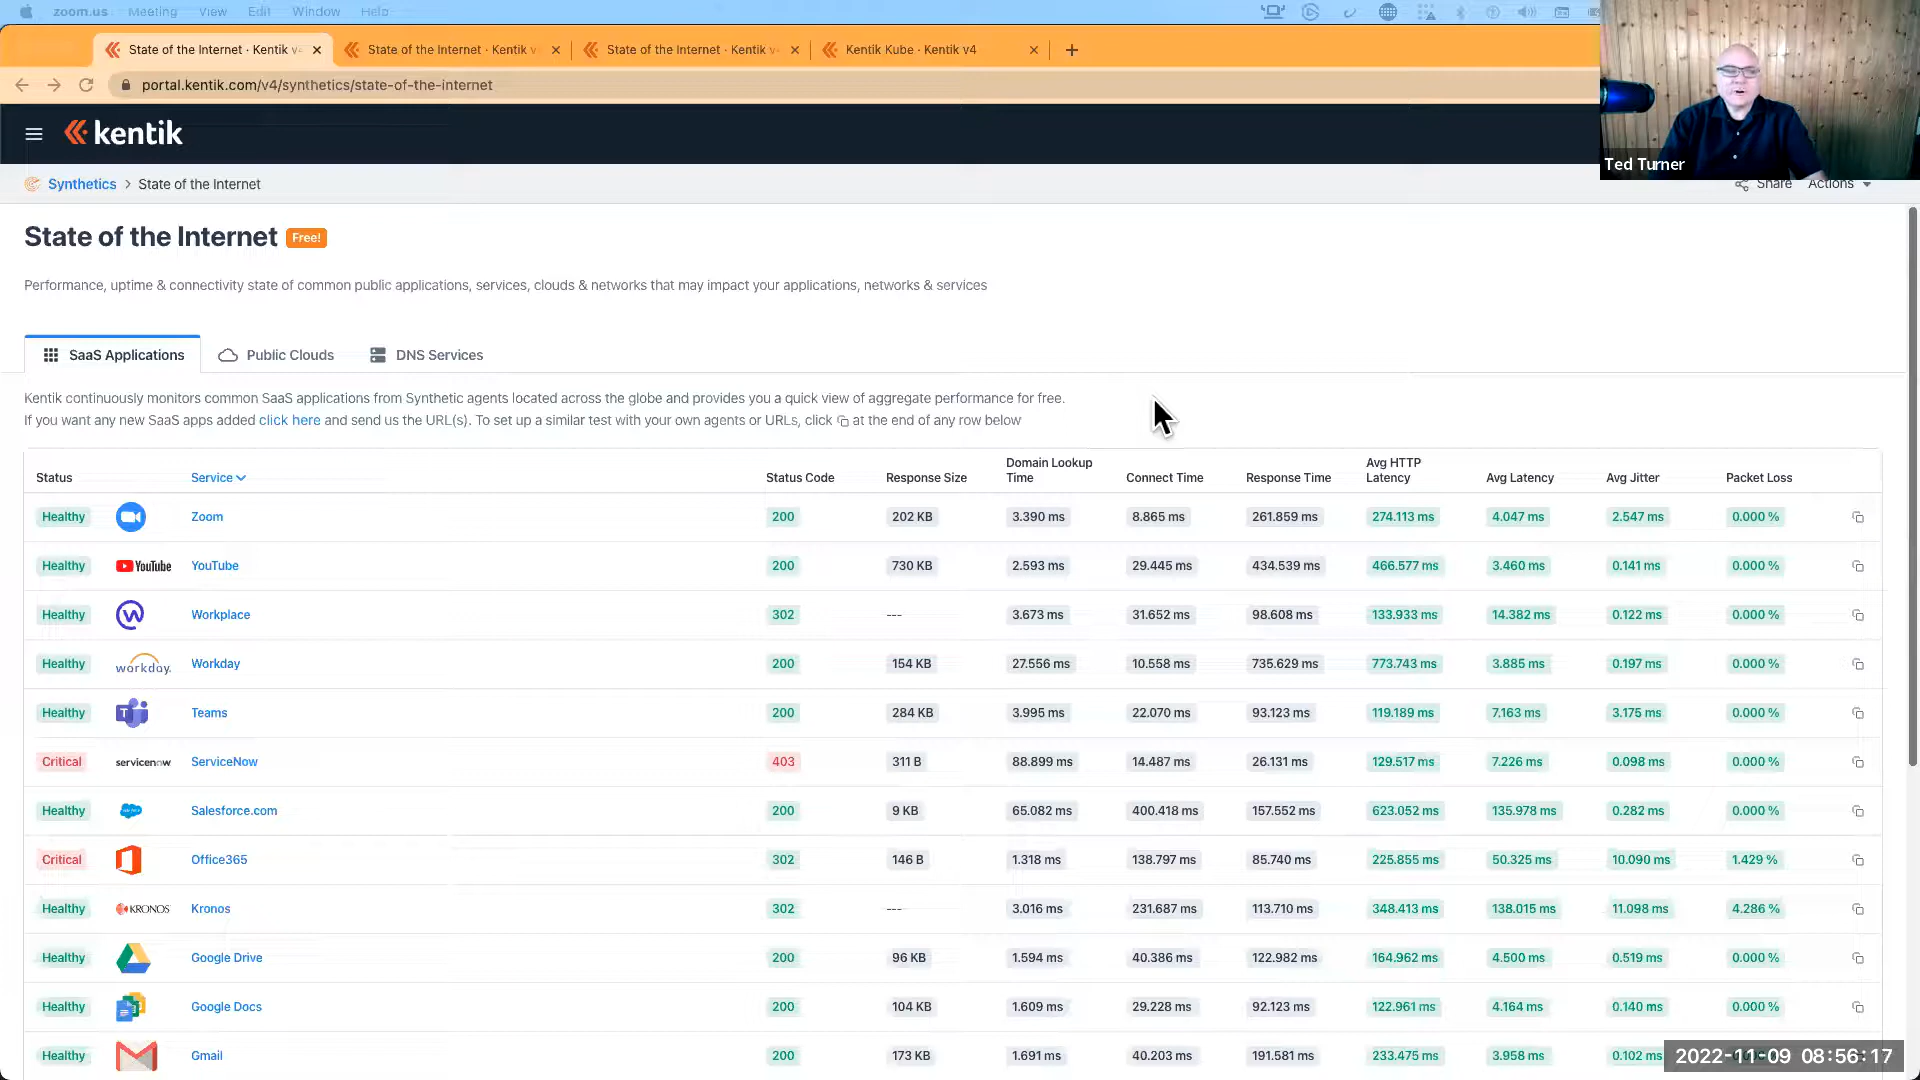 zoom.us Meeting View Edit Window Help
State of the Internet · Kentik v State of the Internet · Kentik v State of the Internet · Kentik v Kentik Kube · Kentik v4
portal.kentik.com/v4/synthetics/state-of-the-internet
kentik
Ted Turner
Synthetics > State of the Internet
Share Actions
State of the Internet Free!
Performance, uptime & connectivity state of common public applications, services, clouds & networks that may impact your applications, networks & services
SaaS Applications Public Clouds DNS Services
Kentik continuously monitors common SaaS applications from Synthetic agents located across the globe and provides you a quick view of aggregate performance for free.
If you want any new SaaS apps added click here and send us the URL(s). To set up a similar test with your own agents or URLs, click at the end of any row below
Status Service Status Code Response Size Domain Lookup Time Connect Time Response Time Avg HTTP Latency Avg Latency Avg Jitter Packet Loss
Healthy Zoom 200 202 KB 3.390 ms 8.865 ms 261.859 ms 274.113 ms 4.047 ms 2.547 ms 0.000 %
Healthy YouTube YouTube 200 730 KB 2.593 ms 29.445 ms 434.539 ms 466.577 ms 3.460 ms 0.141 ms 0.000 %
Healthy Workplace 302 --- 3.673 ms 31.652 ms 98.608 ms 133.933 ms 14.382 ms 0.122 ms 0.000 %
Healthy workday. Workday 200 154 KB 27.556 ms 10.558 ms 735.629 ms 773.743 ms 3.885 ms 0.197 ms 0.000 %
Healthy Teams 200 284 KB 3.995 ms 22.070 ms 93.123 ms 119.189 ms 7.163 ms 3.175 ms 0.000 %
Critical servicenow ServiceNow 403 311 B 88.899 ms 14.487 ms 26.131 ms 129.517 ms 7.226 ms 0.098 ms 0.000 %
Healthy Salesforce.com 200 9 KB 65.082 ms 400.418 ms 157.552 ms 623.052 ms 135.978 ms 0.282 ms 0.000 %
Critical Office365 302 146 B 1.318 ms 138.797 ms 85.740 ms 225.855 ms 50.325 ms 10.090 ms 1.429 %
Healthy KRONOS Kronos 302 --- 3.016 ms 231.687 ms 113.710 ms 348.413 ms 138.015 ms 11.098 ms 4.286 %
Healthy Google Drive 200 96 KB 1.594 ms 40.386 ms 122.982 ms 164.962 ms 4.500 ms 0.519 ms 0.000 %
Healthy Google Docs 200 104 KB 1.609 ms 29.228 ms 92.123 ms 122.961 ms 4.164 ms 0.140 ms 0.000 %
Healthy Gmail 200 173 KB 1.691 ms 40.203 ms 191.581 ms 233.475 ms 3.958 ms 0.102 ms
2022-11-09 08:56:17